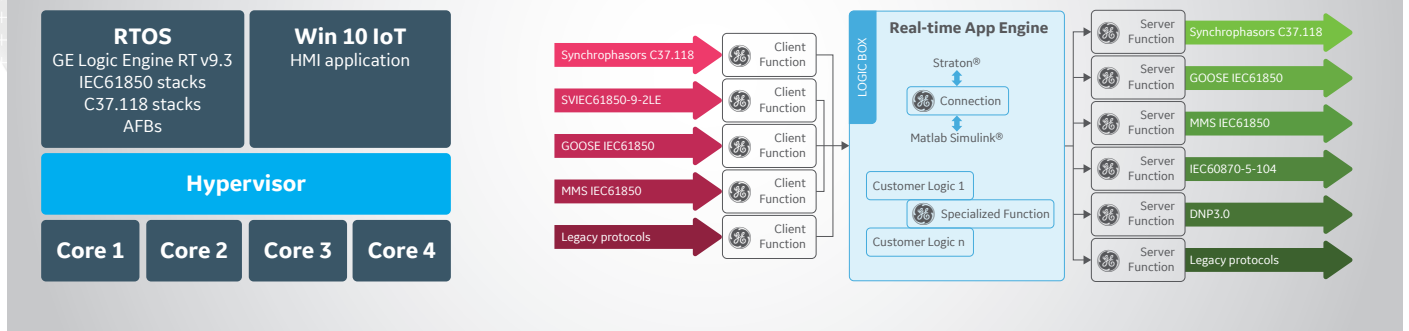 RTOS
GE Logic Engine RT v9.3
IEC61850 stacks
C37.118 stacks
AFBs
Win 10 IoT
HMI application
Hypervisor
Core 1
Core 2
Core 3
Core 4
Synchrophasors C37.118
Client
Function
SVIEC61850-9-2LE
Client
Function
GOOSE IEC61850
Client
Function
MMS IEC61850
Client
Function
Legacy protocols
Client
Function
LOGIC BOX
Real-time App Engine
Straton®
Connection
Matlab Simulink®
Customer Logic 1
Specialized Function
Customer Logic n
Server
Function
Synchrophasors C37.118
Server
Function
GOOSE IEC61850
Server
Function
MMS IEC61850
Server
Function
IEC60870-5-104
Server
Function
DNP3.0
Server
Function
Legacy protocols